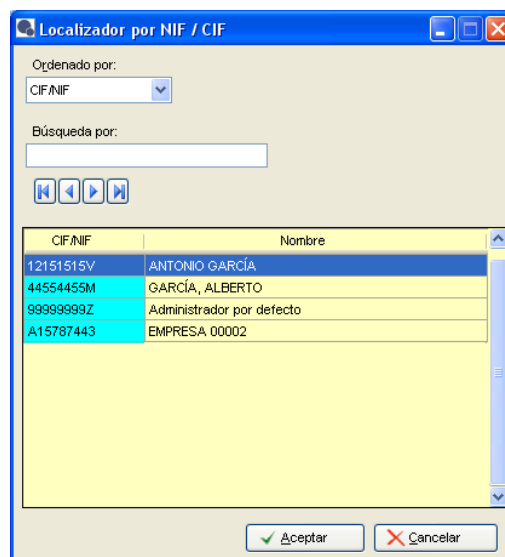 Localizador por NIF / CIF
Ordenado por:
CIF/NIF
Búsqueda por:
CIF/NIF Nombre
12151515V ANTONIO GARCÍA
44554455M GARCÍA, ALBERTO
99999999Z Administrador por defecto
A15787443 EMPRESA 00002
Aceptar Cancelar